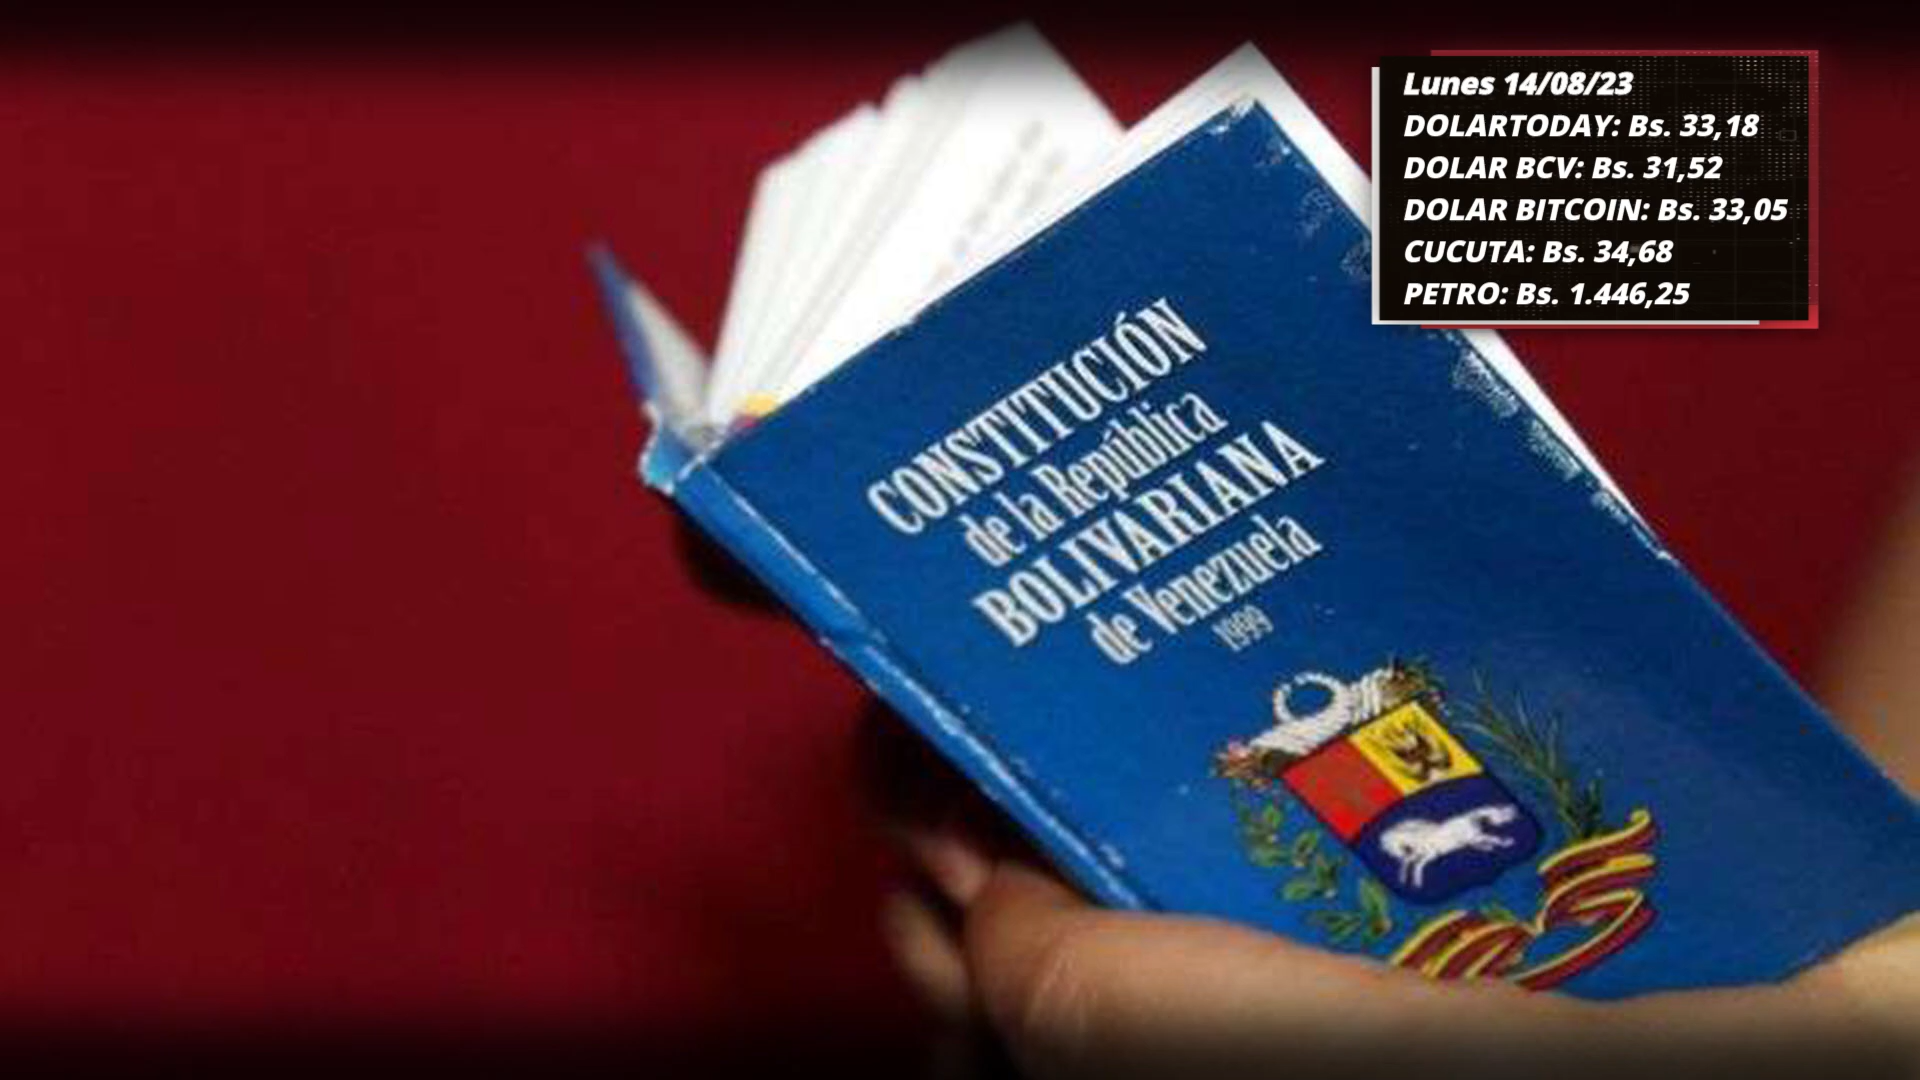 Lunes 14/08/23
DOLARTODAY: Bs. 33,18
DOLAR BCV: Bs. 31,52
DOLAR BITCOIN: Bs. 33,05
CUCUTA: Bs. 34,68
PETRO: Bs. 1.446,25
CONSTITUCIÓN
de la República
BOLIVARIANA
de Venezuela
1999